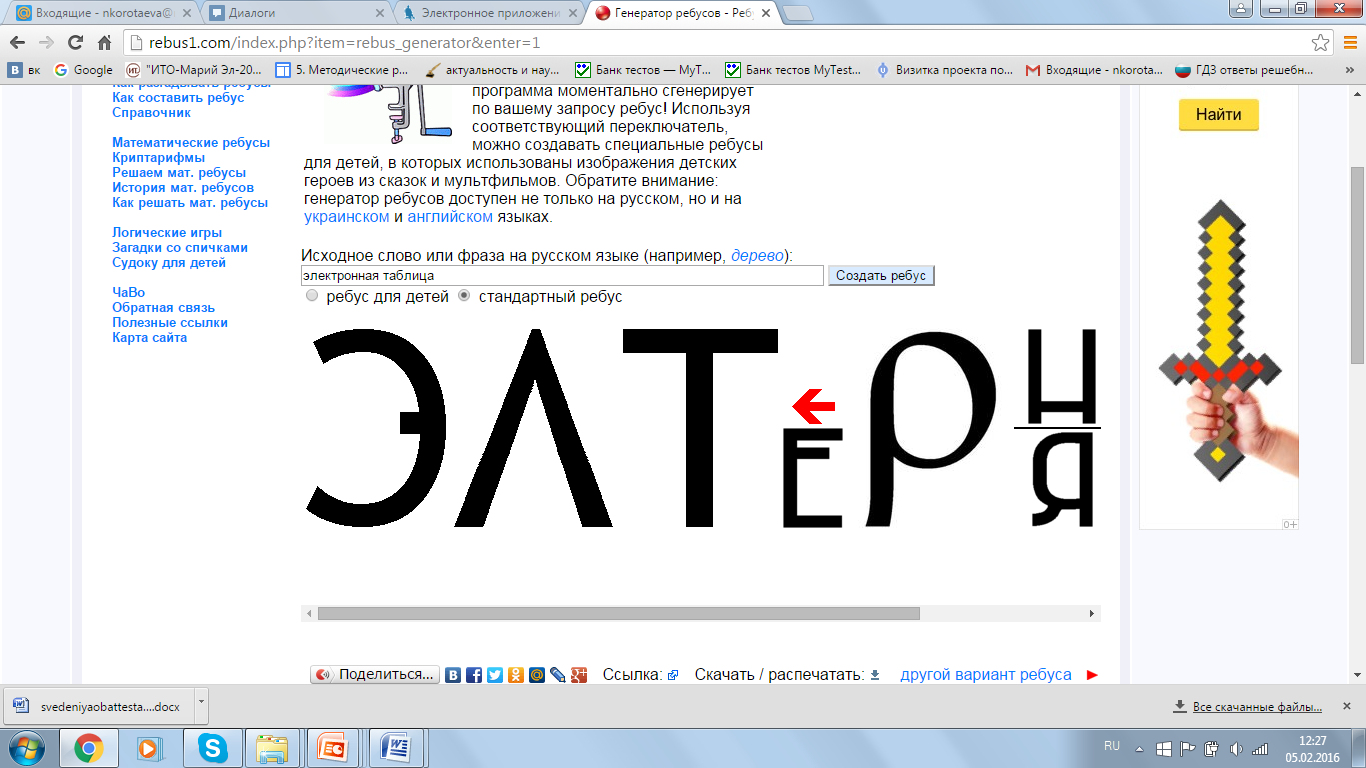 Входящие - nkorotaeva@
Диалоги
Электронное приложени
Генератор ребусов - Реб
rebus1.com/index.php?item=rebus_generator&enter=1
вк
Google
"ИТО-Марий Эл-20...
5. Методические р...
актуальность и нау...
Банк тестов — MyT...
Банк тестов MyTest...
Визитка проекта по...
Входящие - nkorota...
ГДЗ ответы решебн...
»
Как разгадывать ребусы
Как составить ребус
Справочник
Математические ребусы
Криптарифмы
Решаем мат. ребусы
История мат. ребусов
Как решать мат. ребусы
Логические игры
Загадки со спичками
Судоку для детей
ЧаВо
Обратная связь
Полезные ссылки
Карта сайта
программа моментально сгенерирует
по вашему запросу ребус! Используя
соответствующий переключатель,
можно создавать специальные ребусы
для детей, в которых использованы изображения детских
героев из сказок и мультфильмов. Обратите внимание:
генератор ребусов доступен не только на русском, но и на
украинском и английском языках.
Исходное слово или фраза на русском языке (например, дерево):
электронная таблица
Создать ребус
ребус для детей
стандартный ребус
ЭЛТ
Е
Р
Н
Я
Поделиться...
Ссылка:
Скачать / распечатать:
другой вариант ребуса
Найти
0+
svedeniyaobattesta....docx
Все скачанные файлы...
RU
12:27
05.02.2016